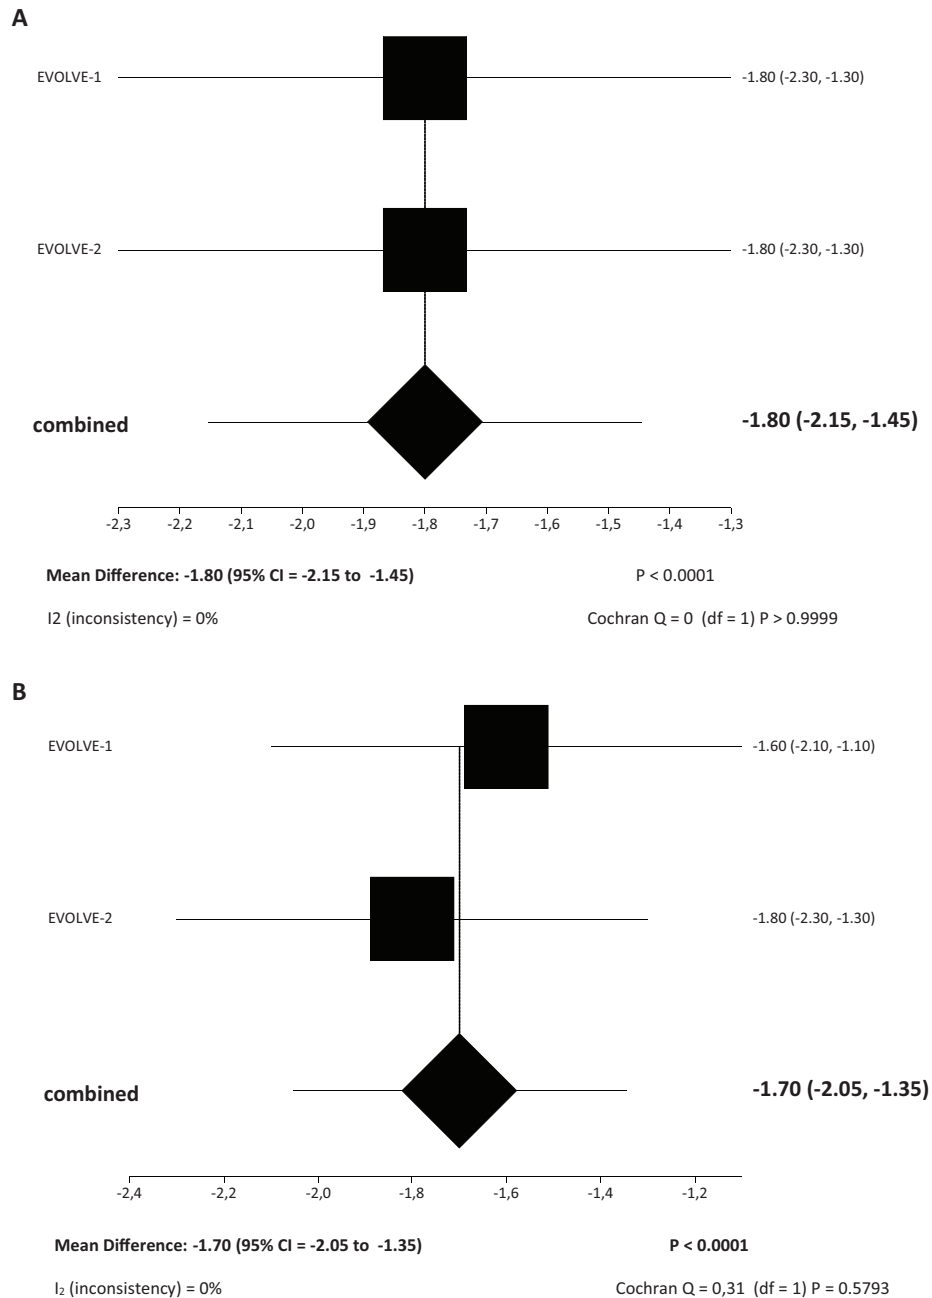 A
EVOLVE-1 -1.80 (-2.30, -1.30)
EVOLVE-2 -1.80 (-2.30, -1.30)
combined -1.80 (-2.15, -1.45)
-2,3 -2,2 -2,1 -2,0 -1,9 -1,8 -1,7 -1,6 -1,5 -1,4 -1,3
Mean Difference: -1.80 (95% CI = -2.15 to -1.45) P < 0.0001
I2 (inconsistency) = 0% Cochran Q = 0 (df = 1) P > 0.9999
B
EVOLVE-1 -1.60 (-2.10, -1.10)
EVOLVE-2 -1.80 (-2.30, -1.30)
combined -1.70 (-2.05, -1.35)
-2,4 -2,2 -2,0 -1,8 -1,6 -1,4 -1,2
Mean Difference: -1.70 (95% CI = -2.05 to -1.35) P < 0.0001
I₂ (inconsistency) = 0% Cochran Q = 0,31 (df = 1) P = 0.5793